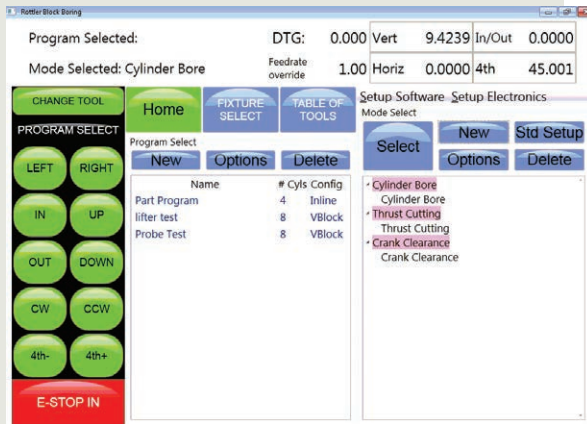 Rottler Block Boring
Program Selected: DTG: 0.000 Vert 9.4239 In/Out 0.0000
Mode Selected: Cylinder Bore Feedrate override 1.00 Horiz 0.0000 4th 45.001
CHANGE TOOL
PROGRAM SELECT
LEFT RIGHT
IN UP
OUT DOWN
CW CCW
4th- 4th+
E-STOP IN
Home FIXTURE SELECT TABLE OF TOOLS
Program Select
New Options Delete
Name # Cyls Config
Part Program 4 Inline
lifter test 8 VBlock
Probe Test 8 VBlock
Setup Software Setup Electronics
Mode Select
Select New Std Setup
Options Delete
Cylinder Bore
Cylinder Bore
Thrust Cutting
Thrust Cutting
Crank Clearance
Crank Clearance